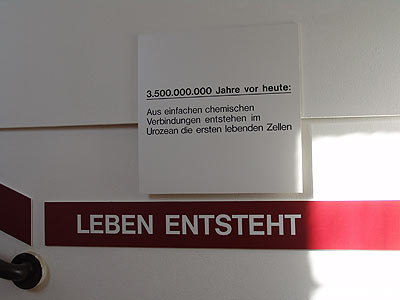 3.500.000.000 Jahre vor heute:
Aus einfachen chemischen
Verbindungen entstehen im
Urozean die ersten lebenden Zellen
LEBEN ENTSTEHT